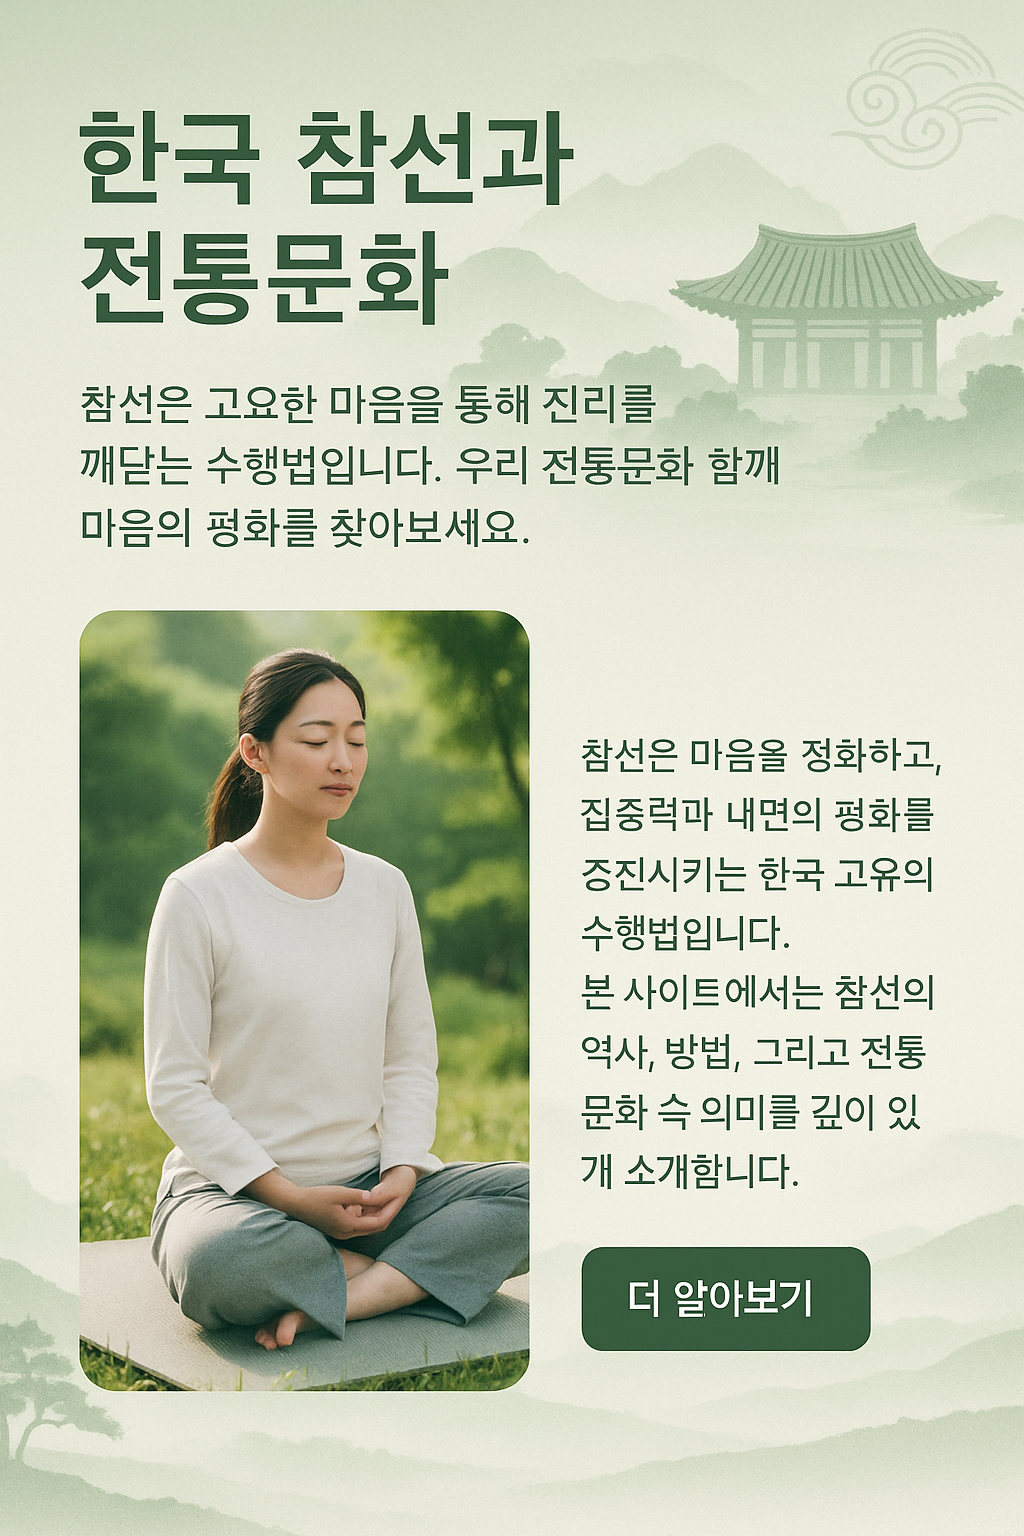 한국 참선과
전통문화
참선은 고요한 마음을 통해 진리를
깨닫는 수행법입니다. 우리 전통문화 함깨
마음의 평화를 찾아보세요.
참선은 마음올 정화하고,
집중력과 내면의 평화를
증진시키는 한국 고유의
수행법입니다.
본 사이트에서는 참선의
역사, 방법, 그리고 전통
문화 슥 의미를 깊이 있
개 소개함니다.
더 알아보기